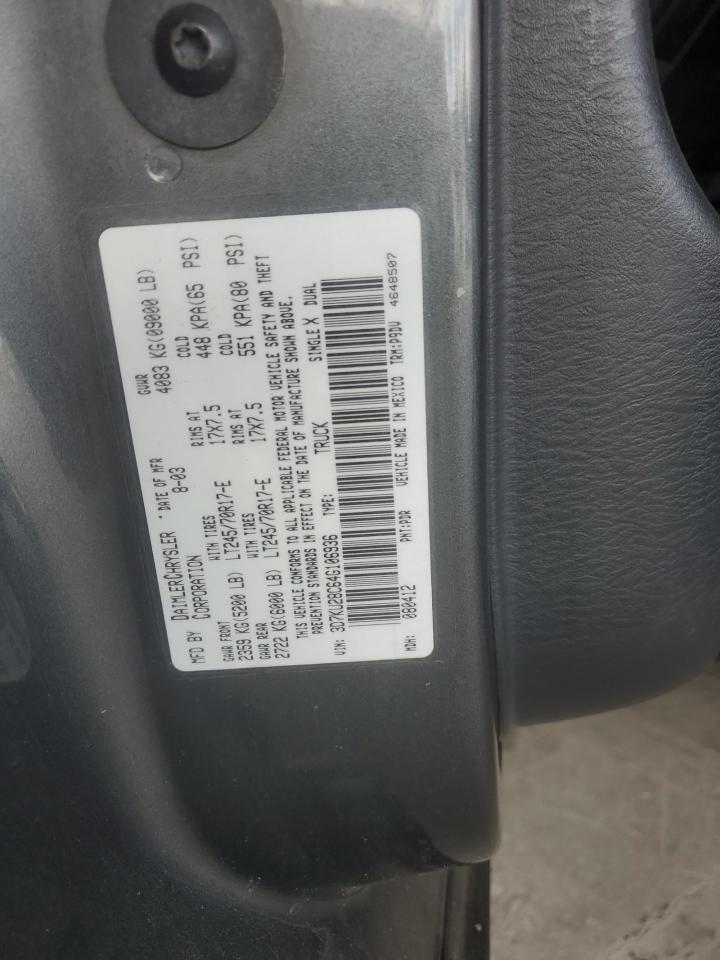 MFD BY DAIMLERCHRYSLER CORPORATION
DATE OF MFR 8-03
GVWR 4083 KG(09000 LB)
GAWR FRONT WITH TIRES RIMS AT COLD
2359 KG(5200 LB) LT245/70R17-E 17X7.5 448 KPA(65 PSI)
GAWR REAR WITH TIRES RIMS AT COLD
2722 KG(6000 LB) LT245/70R17-E 17X7.5 551 KPA(80 PSI)
THIS VEHICLE CONFORMS TO ALL APPLICABLE FEDERAL MOTOR VEHICLE SAFETY AND THEFT
PREVENTION STANDARDS IN EFFECT ON THE DATE OF MANUFACTURE SHOWN ABOVE.
VIN: 3D7KU28C64G106936 TYPE: TRUCK SINGLE X DUAL
MDH: 080412 PNT:PDR VEHICLE MADE IN MEXICO TRM:P9DV
4648507